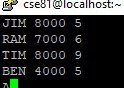 cse81@localhost:~
JIM 8000 5
RAM 7000 6
TIM 8000 9
BEN 4000 5